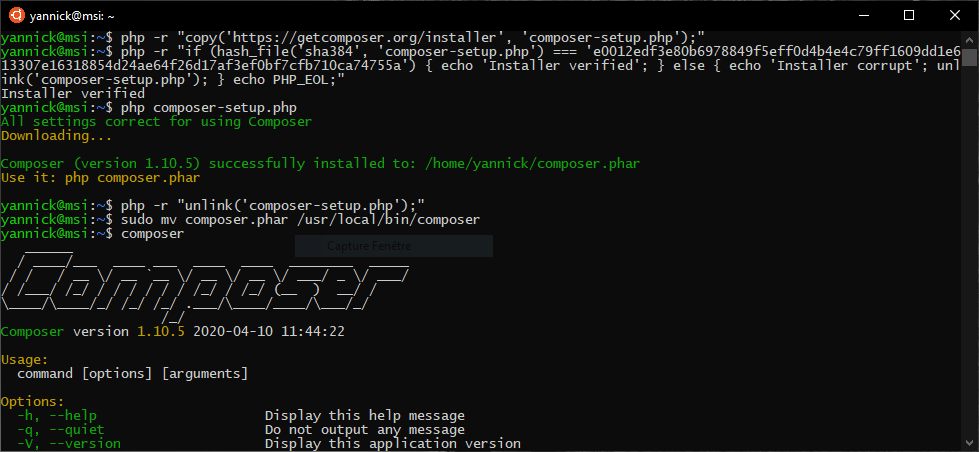 yannick@msi: ~
yannick@msi:~$ php -r "copy('https://getcomposer.org/installer', 'composer-setup.php');"
yannick@msi:~$ php -r "if (hash_file('sha384', 'composer-setup.php') === 'e0012edf3e80b6978849f5eff0d4b4e4c79ff1609dd1e6
13307e16318854d24ae64f26d17af3ef0bf7cfb710ca74755a') { echo 'Installer verified'; } else { echo 'Installer corrupt'; unl
ink('composer-setup.php'); } echo PHP_EOL;"
Installer verified
yannick@msi:~$ php composer-setup.php
All settings correct for using Composer
Downloading...
Composer (version 1.10.5) successfully installed to: /home/yannick/composer.phar
Use it: php composer.phar
yannick@msi:~$ php -r "unlink('composer-setup.php');"
yannick@msi:~$ sudo mv composer.phar /usr/local/bin/composer
yannick@msi:~$ composer
Capture Fenêtre
Composer
Composer version 1.10.5 2020-04-10 11:44:22
Usage:
command [options] [arguments]
Options:
-h, --help Display this help message
-q, --quiet Do not output any message
-V, --version Display this application version